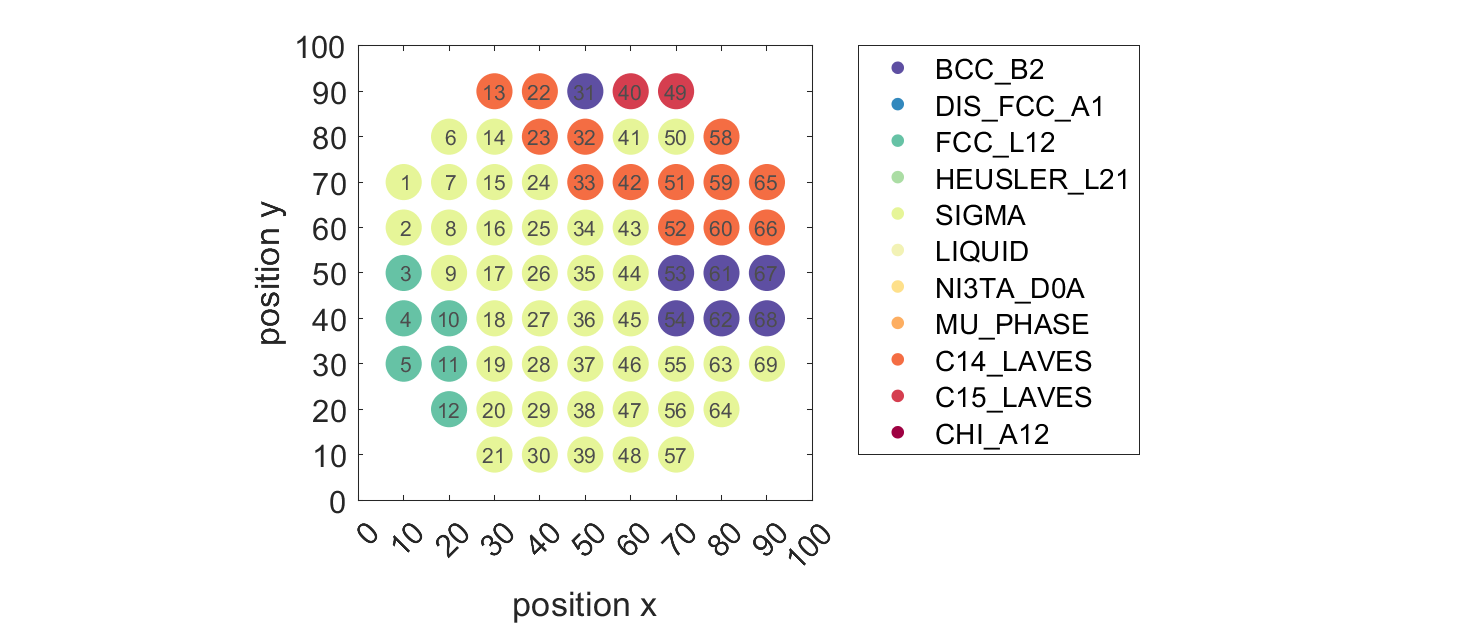 100
90
80
70
60
50
40
30
20
10
0
position y
13 22 31 40 49
6 14 23 32 41 50 58
1 7 15 24 33 42 51 59 65
2 8 16 25 34 43 52 60 66
3 9 17 26 35 44 53 61 67
4 10 18 27 36 45 54 62 68
5 11 19 28 37 46 55 63 69
12 20 29 38 47 56 64
21 30 39 48 57
0 10 20 30 40 50 60 70 80 90 100
position x
BCC_B2
DIS_FCC_A1
FCC_L12
HEUSLER_L21
SIGMA
LIQUID
NI3TA_D0A
MU_PHASE
C14_LAVES
C15_LAVES
CHI_A12